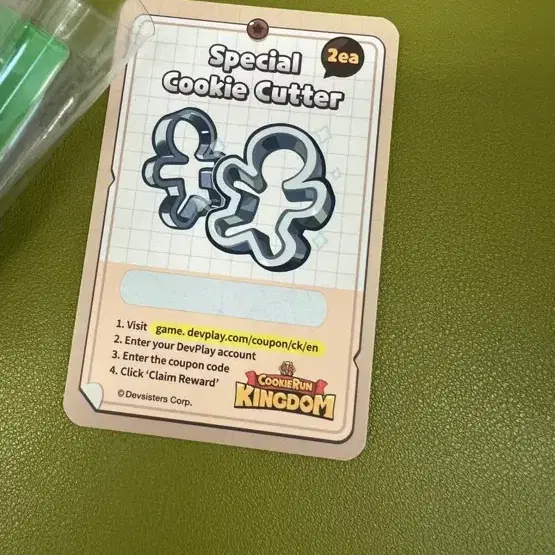 Special
Cookie Cutter
2ea
1. Visit game. devplay.com/coupon/ck/en
2. Enter your DevPlay account
3. Enter the coupon code
4. Click 'Claim Reward'
© Devsisters Corp.
COOKIERUN
KINGDOM